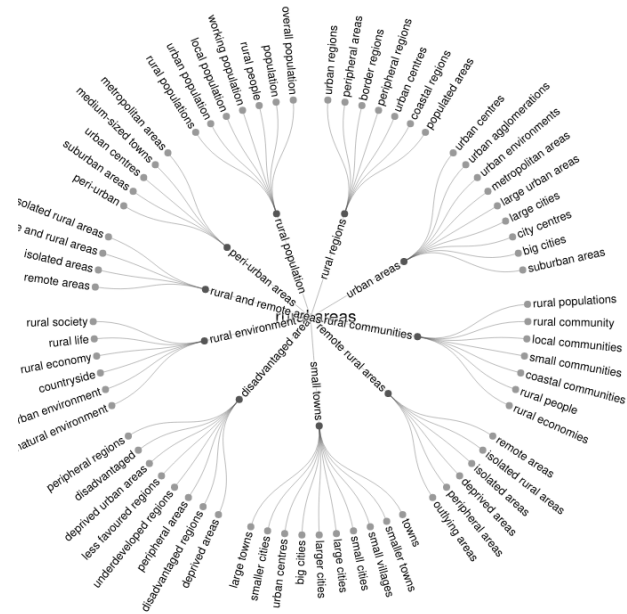 rural areas
rural population
rural populations
urban population
local population
working population
rural people
population
overall population
rural regions
urban regions
peripheral areas
border regions
peripheral regions
urban centres
coastal regions
populated areas
urban areas
urban centres
urban agglomerations
urban environments
metropolitan areas
large urban areas
large cities
city centres
big cities
suburban areas
rural communities
rural populations
rural community
local communities
small communities
coastal communities
rural people
rural economies
remote rural areas
remote areas
isolated rural areas
isolated areas
deprived areas
peripheral areas
outlying areas
small towns
towns
smaller towns
small villages
small cities
large cities
larger cities
big cities
urban centres
smaller cities
large towns
disadvantaged areas
deprived areas
disadvantaged regions
peripheral areas
underdeveloped regions
less favoured regions
deprived urban areas
disadvantaged
peripheral regions
rural environment
natural environment
rban environment
countryside
rural economy
rural life
rural society
rural and remote areas
remote areas
isolated areas
e and rural areas
solated rural areas
peri-urban areas
peri-urban
suburban areas
urban centres
medium-sized towns
metropolitan areas